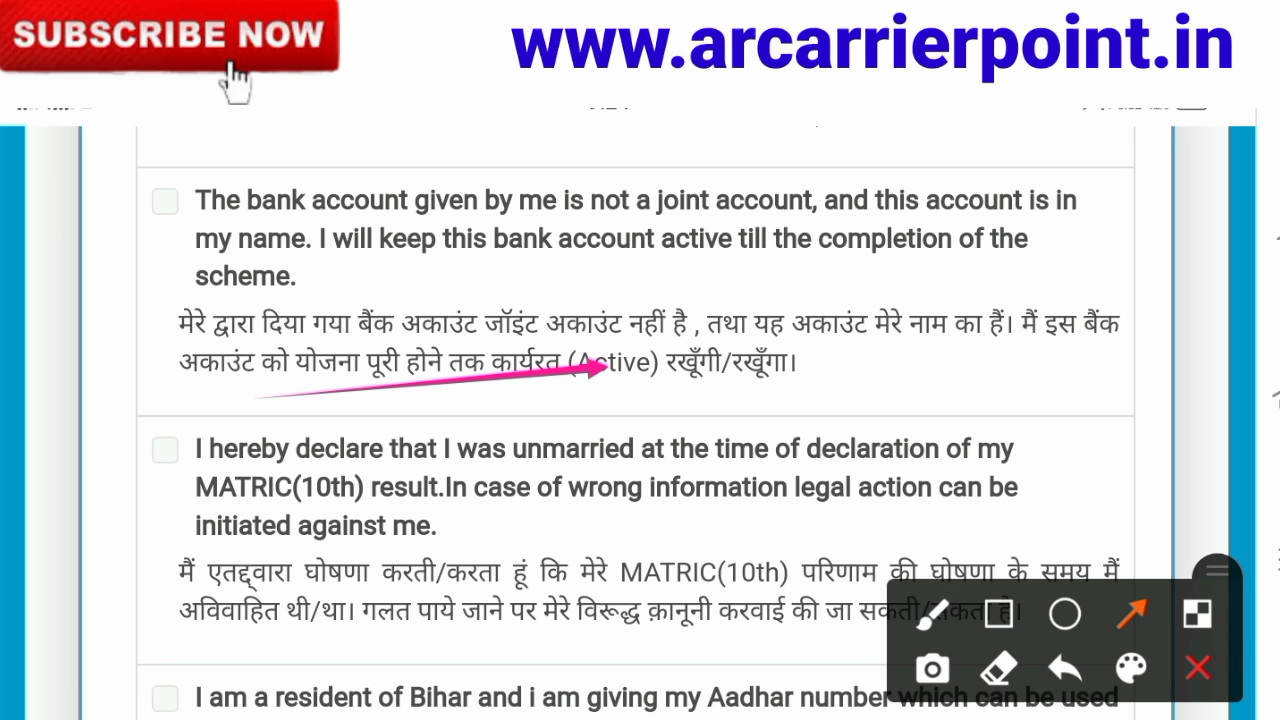 SUBSCRIBE NOW
www.arcarrierpoint.in
The bank account given by me is not a joint account, and this account is in
my name. I will keep this bank account active till the completion of the
scheme.
मेरे द्वारा दिया गया बैंक अकाउंट जॉइंट अकाउंट नहीं है , तथा यह अकाउंट मेरे नाम का हैं। मैं इस बैंक
अकाउंट को योजना पूरी होने तक कार्यरत (Active) रखूँगी/रखूँगा।
I hereby declare that I was unmarried at the time of declaration of my
MATRIC(10th) result.In case of wrong information legal action can be
initiated against me.
मैं एतद्द्वारा घोषणा करती/करता हूं कि मेरे MATRIC(10th) परिणाम की घोषणा के समय मैं
अविवाहित थी/था। गलत पाये जाने पर मेरे विरूद्ध क़ानूनी करवाई की जा सकती/सकता है।
I am a resident of Bihar and i am giving my Aadhar number which can be used